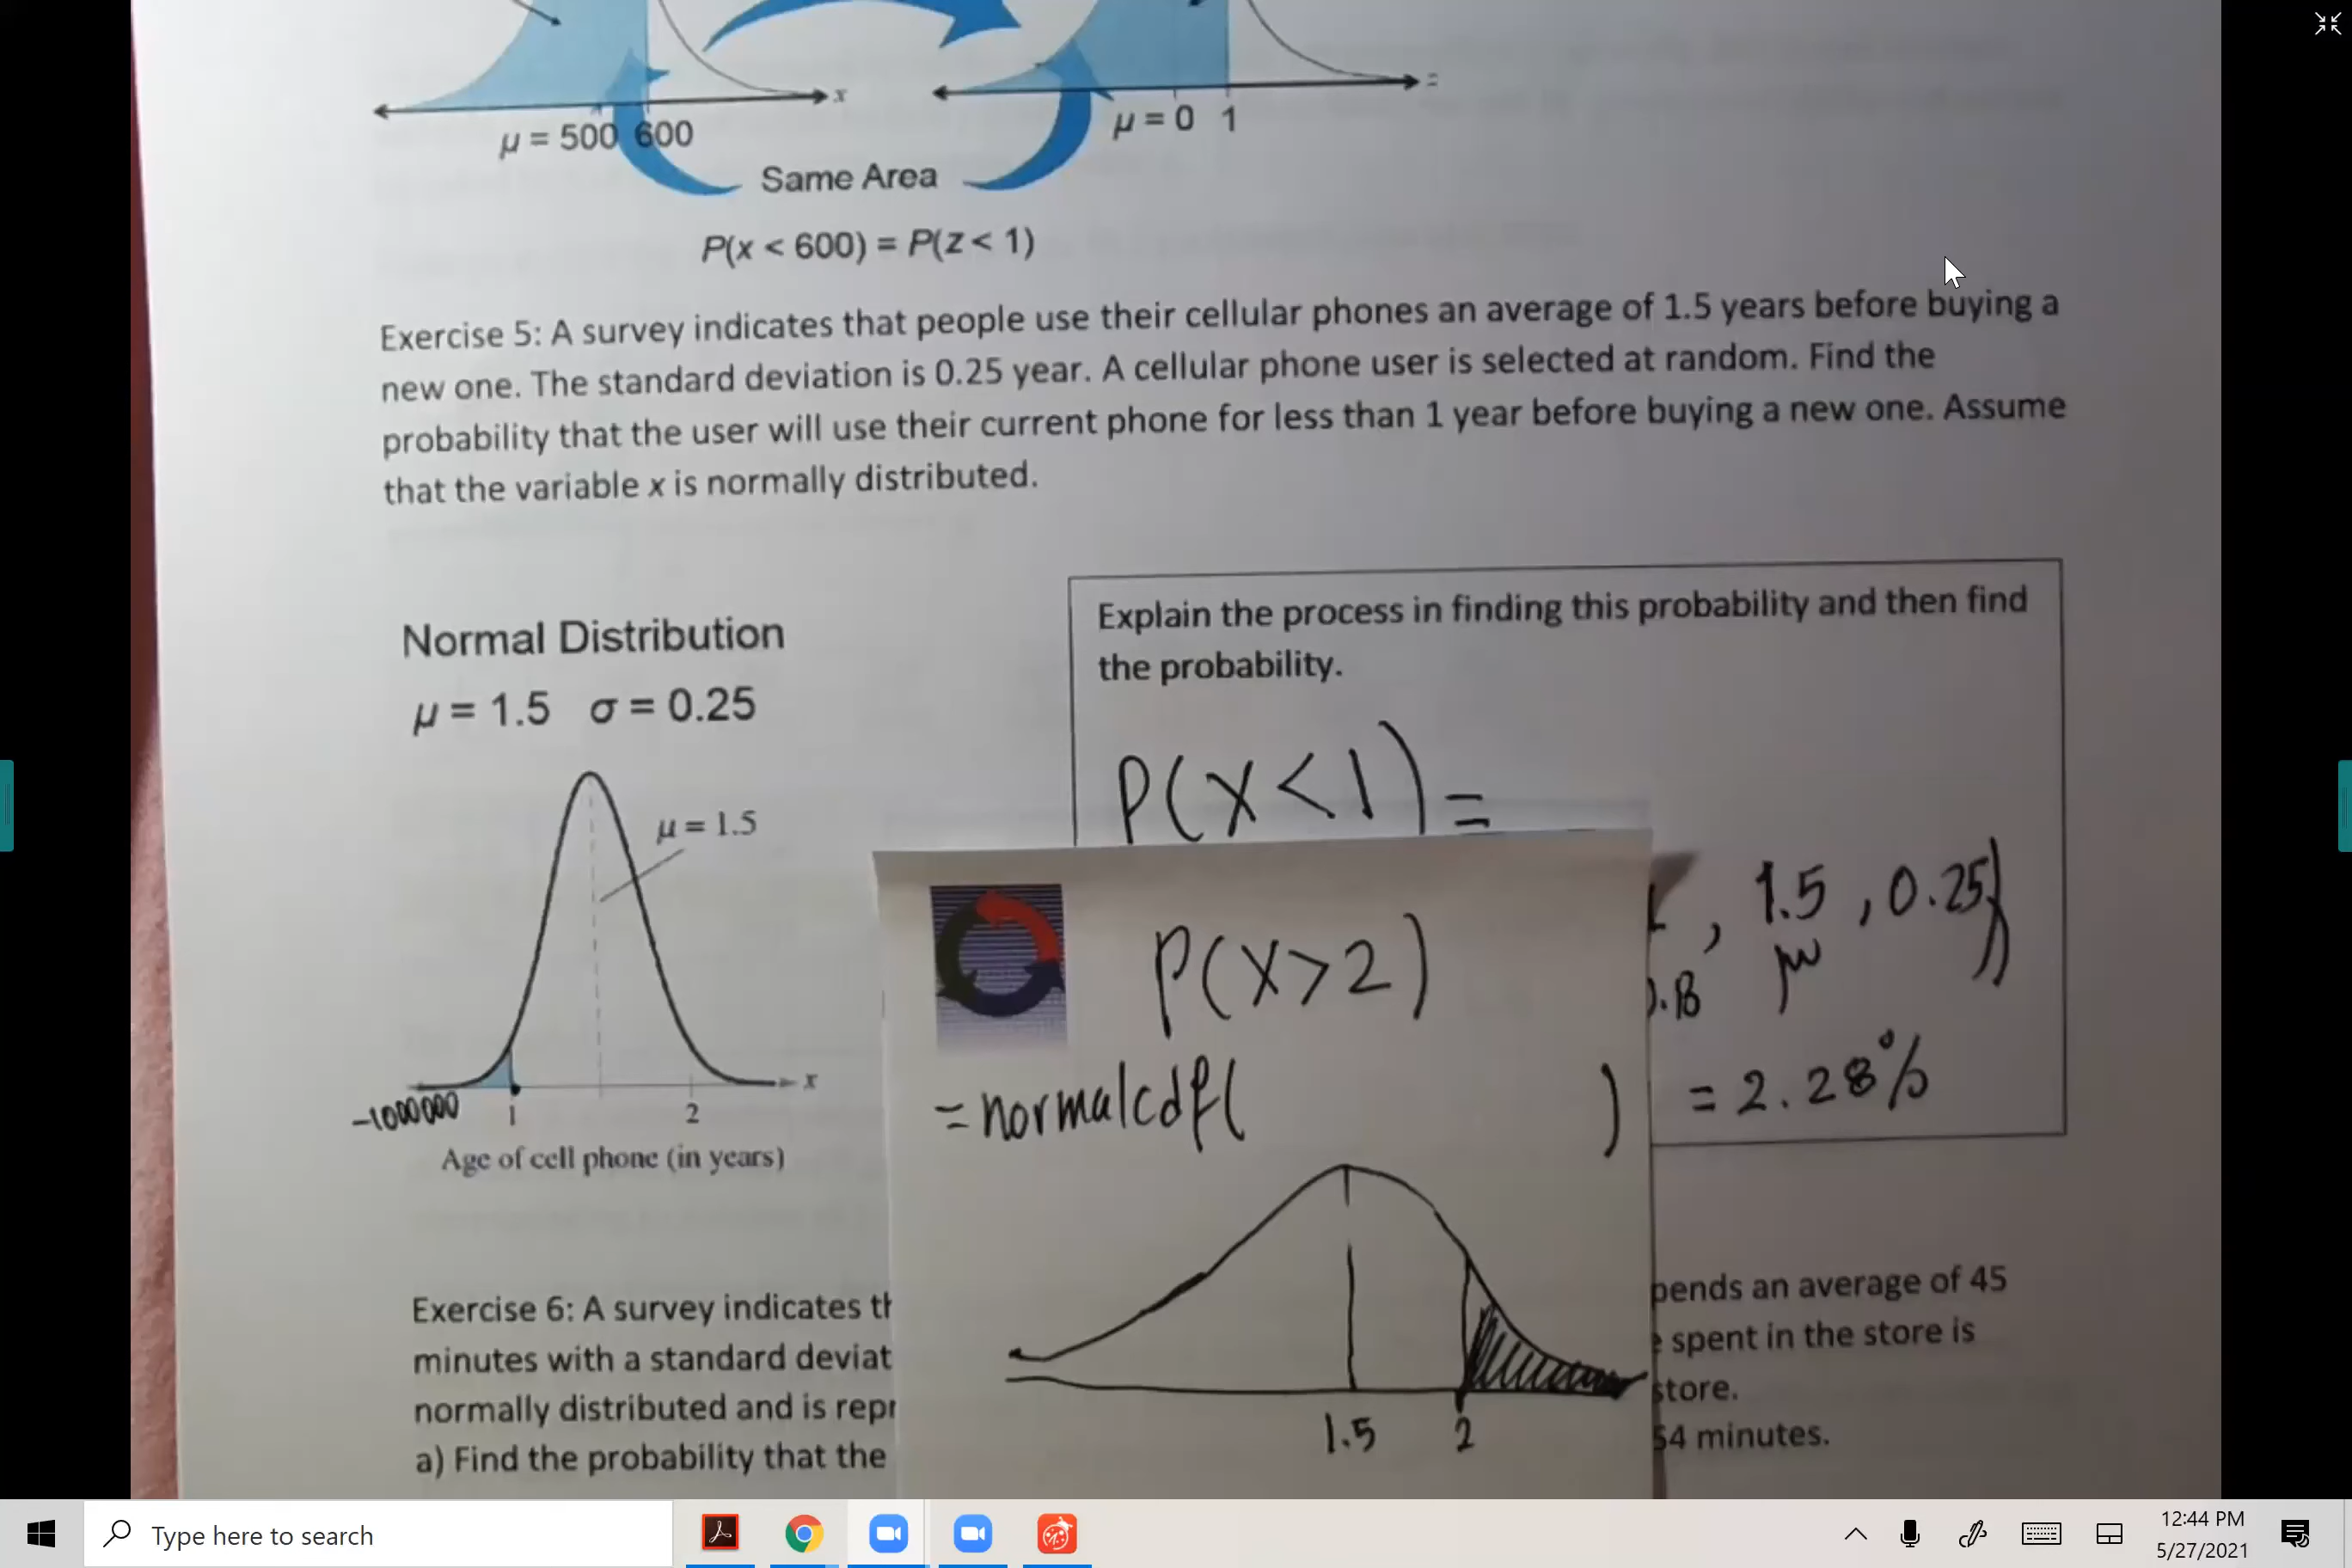 x
z
μ = 500 600
μ = 0 1
Same Area
P(x < 600) = P(z < 1)
Exercise 5: A survey indicates that people use their cellular phones an average of 1.5 years before buying a
new one. The standard deviation is 0.25 year. A cellular phone user is selected at random. Find the
probability that the user will use their current phone for less than 1 year before buying a new one. Assume
that the variable x is normally distributed.
Normal Distribution
μ = 1.5 σ = 0.25
μ = 1.5
x
-1000000 1 2
Age of cell phone (in years)
Explain the process in finding this probability and then find
the probability.
P(X<1) =
, 1.5 , 0.25)
μ
= 2.28%
P(X>2)
= normalcdf( )
1.5 2
Exercise 6: A survey indicates
pends an average of 45
minutes with a standard deviat
spent in the store is
normally distributed and is repr
store.
a) Find the probability that the
54 minutes.
Type here to search
12:44 PM
5/27/2021